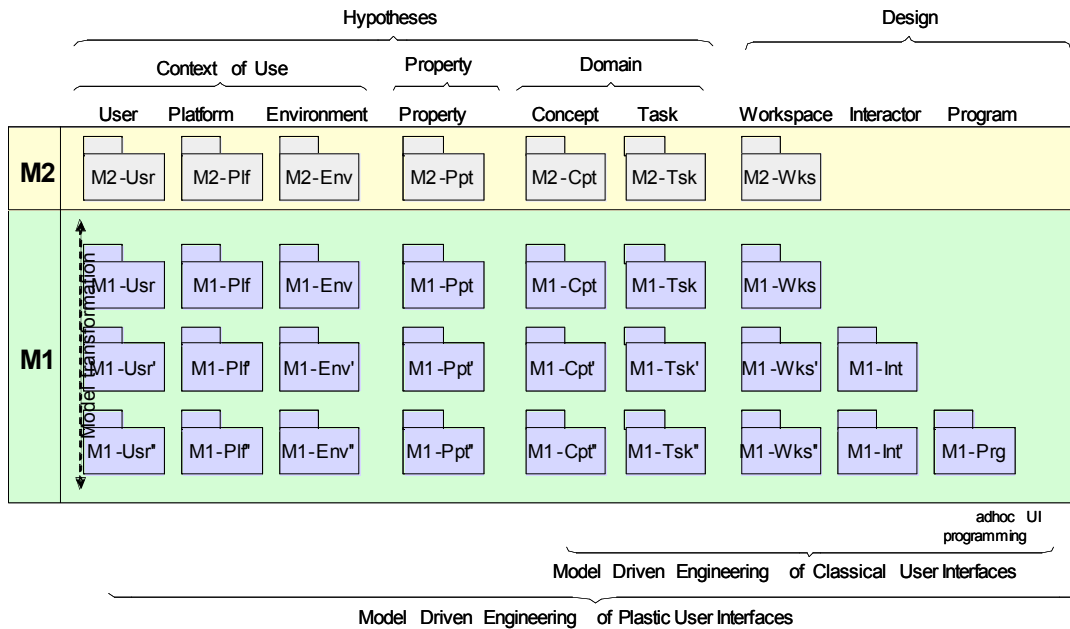 Hypotheses Design
Context of Use Property Domain
User Platform Environment Property Concept Task Workspace Interactor Program
M2 M2-Usr M2-Plf M2-Env M2-Ppt M2-Cpt M2-Tsk M2-Wks
Model transformation
M1-Usr M1-Plf M1-Env M1-Ppt M1-Cpt M1-Tsk M1-Wks
M1 M1-Usr' M1-Plf' M1-Env' M1-Ppt' M1-Cpt' M1-Tsk' M1-Wks' M1-Int
M1-Usr" M1-Plf" M1-Env" M1-Ppt" M1-Cpt" M1-Tsk" M1-Wks" M1-Int' M1-Prg
adhoc UI
programming
Model Driven Engineering of Classical User Interfaces
Model Driven Engineering of Plastic User Interfaces